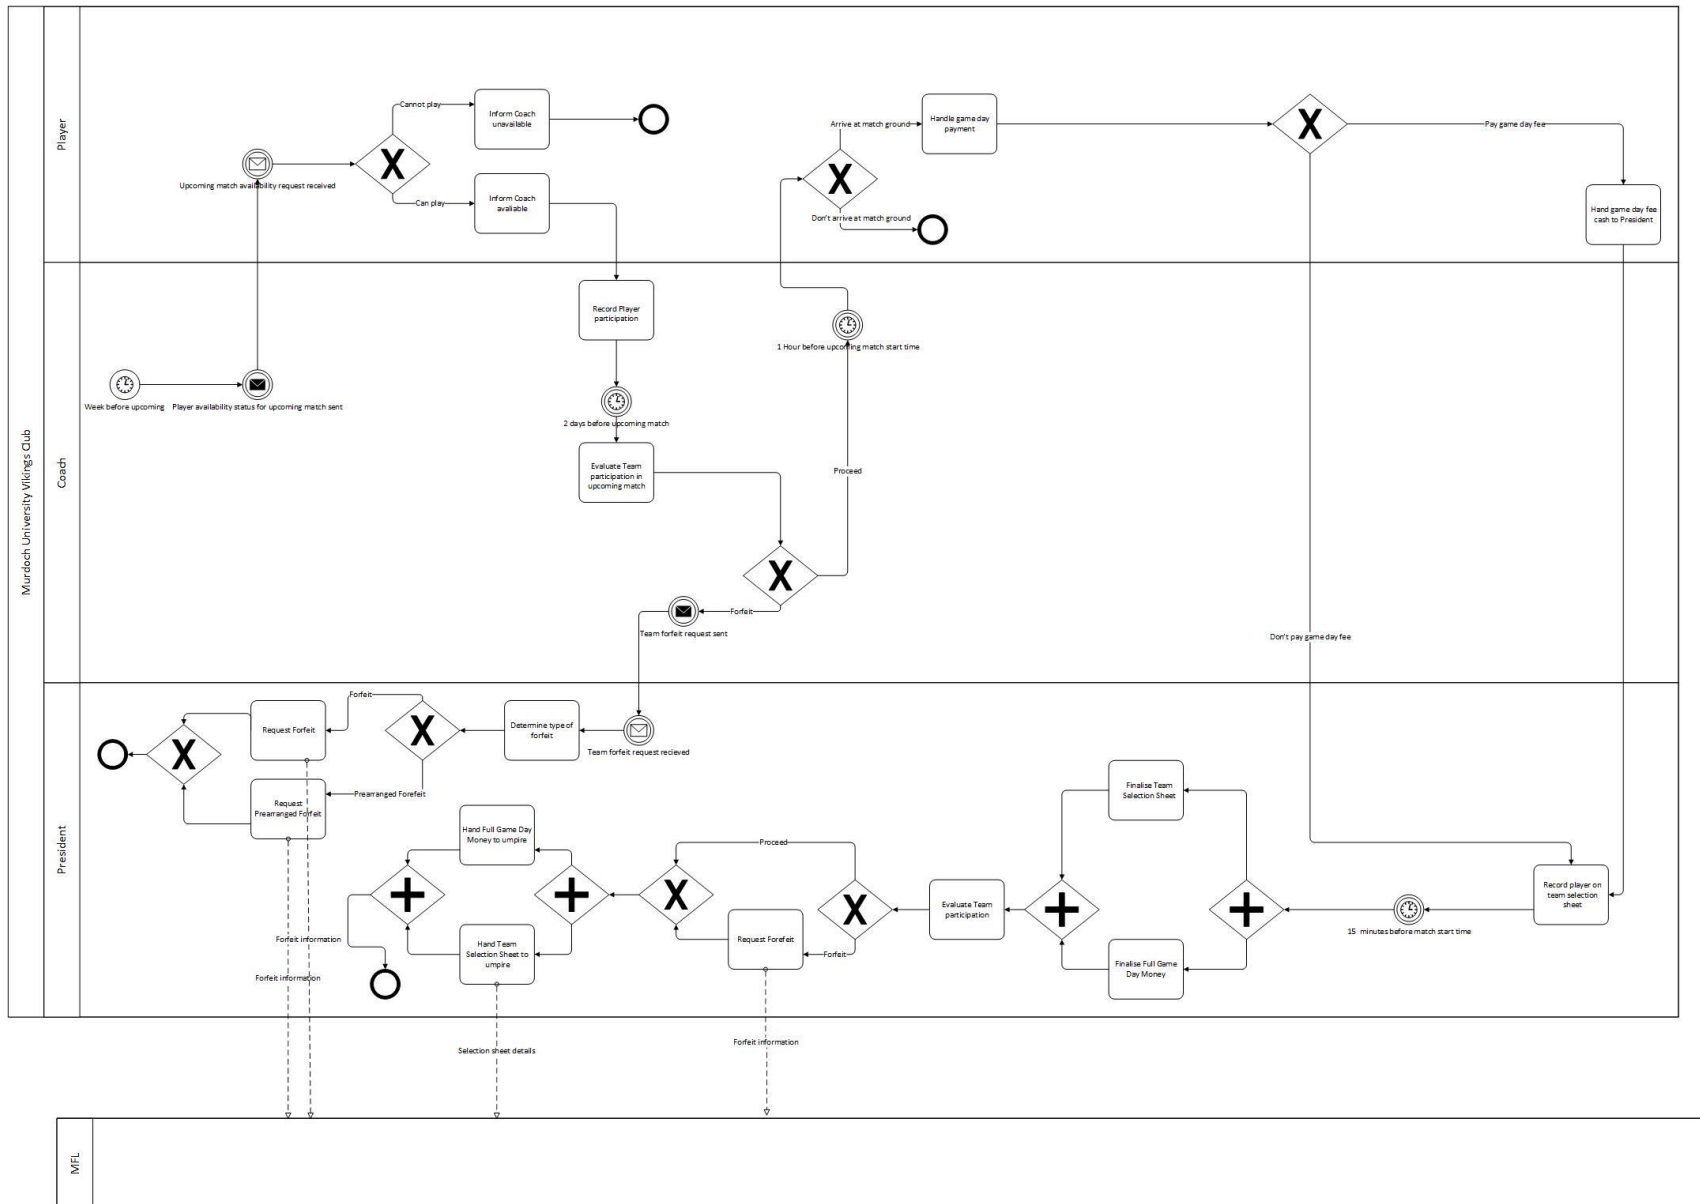 Murdoch University Vikings Club
Player
Cannot play
Inform Coach
unavailable
Upcoming match availability request received
Can play
Inform Coach
avaliable
Arrive at match ground
Handle game day
payment
Don't arrive at match ground
Pay game day fee
Hand game day fee
cash to President
Coach
Week before upcoming
Player availability status for upcoming match sent
Record Player
participation
2 days before upcoming match
Evaluate Team
participation in
upcoming match
1 Hour before upcoming match start time
Proceed
Forfeit
Team forfeit request sent
Don't pay game day fee
President
Request Forfeit
Forfeit
Determine type of
forfeit
Team forfeit request recieved
Request
Prearranged Forfeit
Prearranged Forefeit
Hand Full Game Day
Money to umpire
Hand Team
Selection Sheet to
umpire
Proceed
Request Forefeit
Forfeit
Evaluate Team
participation
Finalise Team
Selection Sheet
Finalise Full Game
Day Money
15 minutes before match start time
Record player on
team selection
sheet
Forfeit information
Forfeit information
Selection sheet details
Forfeit information
MFL